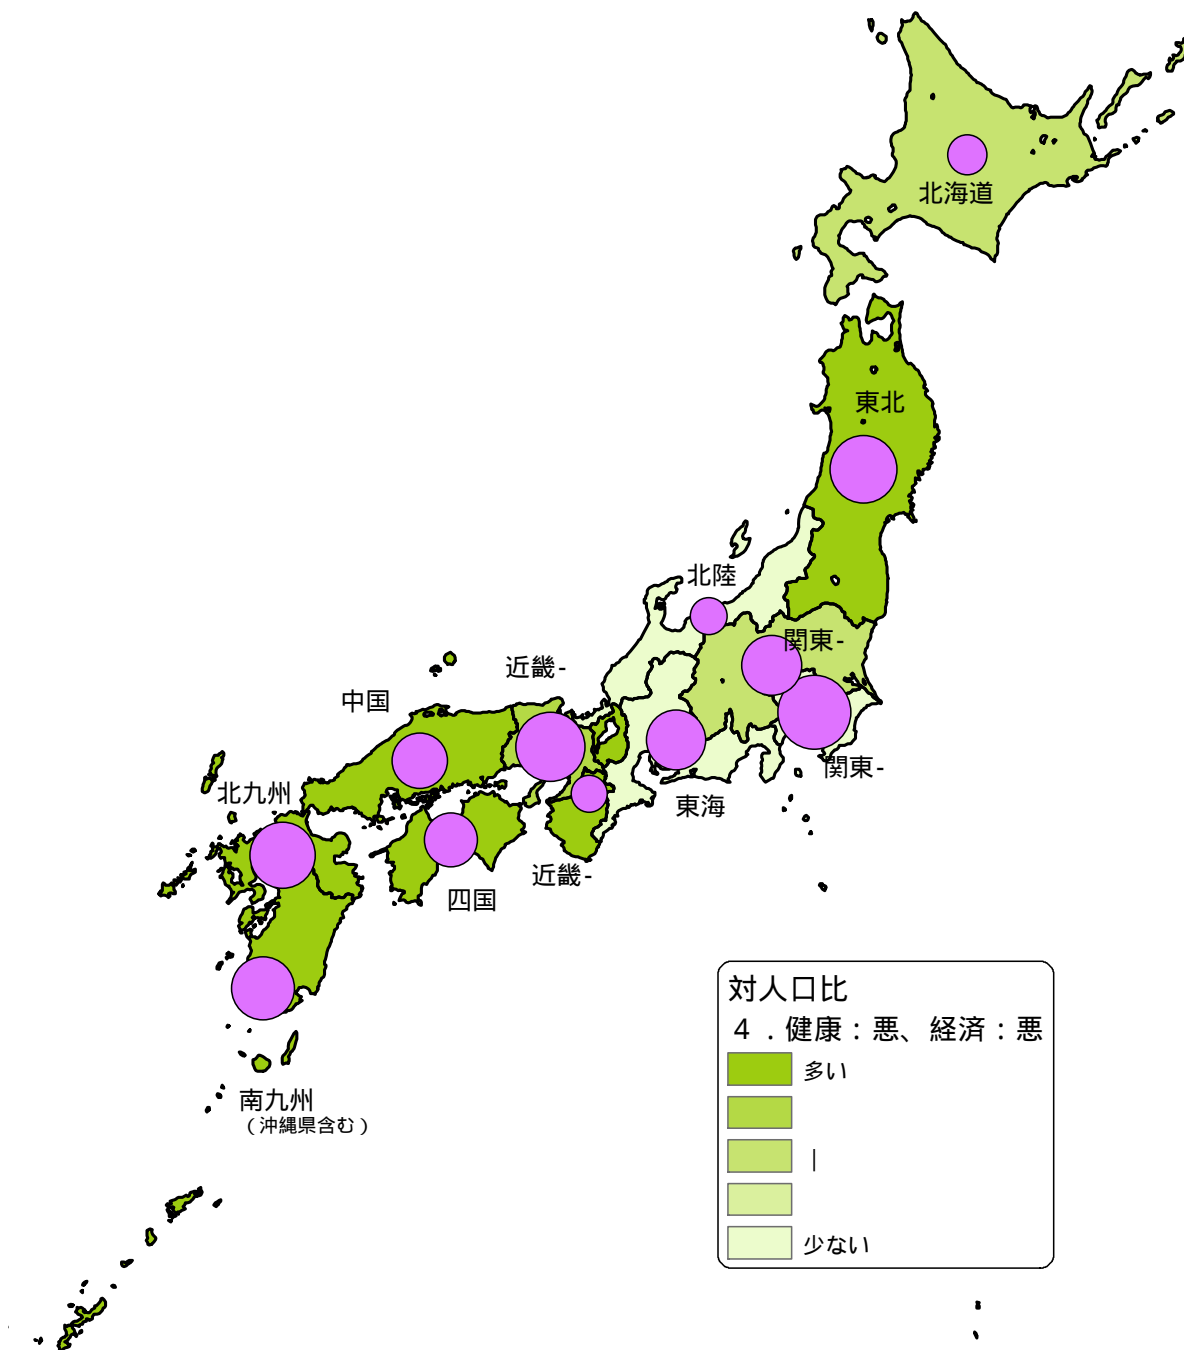 北海道
東北
北陸
関東-
近畿-
中国
関東-
北九州
東海
近畿-
四国
南九州
（沖縄県含む）
対人口比
４．健康：悪、経済：悪
多い
｜
少ない